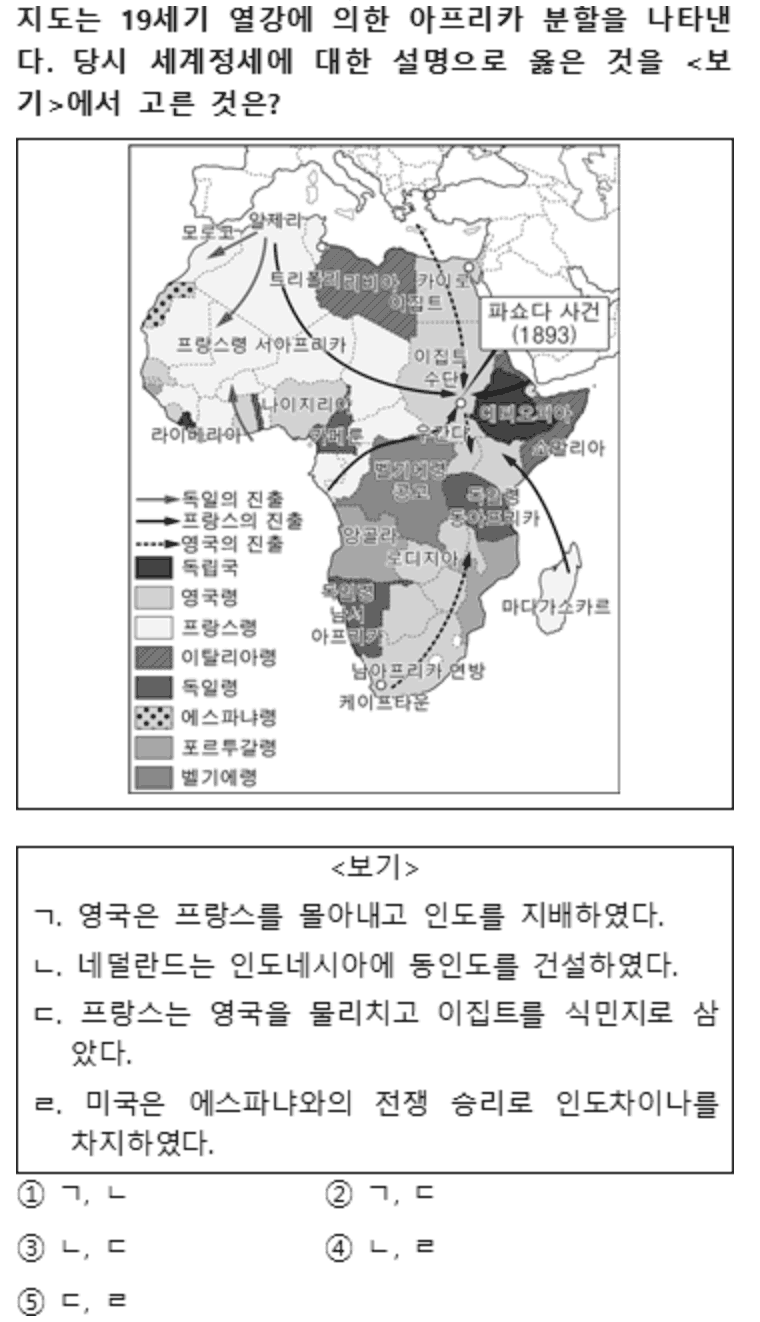 지도는 19세기 열강에 의한 아프리카 분할을 나타낸
다. 당시 세계정세에 대한 설명으로 옳은 것을 <보
기>에서 고른 것은?
모로코
알제리
트리폴리
리비아
카이로
이집트
파쇼다 사건
(1893)
프랑스령 서아프리카
이집트
수단
나이지리아
에티오피아
라이베리아
카메룬
우간다
소말리아
벨기에령
콩고
독일령
동아프리카
앙골라
로디지아
독일령
남서
아프리카
마다가소카르
남아프리카 연방
케이프타운
독일의 진출
프랑스의 진출
영국의 진출
독립국
영국령
프랑스령
이탈리아령
독일령
에스파냐령
포르투갈령
벨기에령
<보기>
ㄱ. 영국은 프랑스를 몰아내고 인도를 지배하였다.
ㄴ. 네덜란드는 인도네시아에 동인도를 건설하였다.
ㄷ. 프랑스는 영국을 물리치고 이집트를 식민지로 삼
았다.
ㄹ. 미국은 에스파냐와의 전쟁 승리로 인도차이나를
차지하였다.
① ㄱ, ㄴ
② ㄱ, ㄷ
③ ㄴ, ㄷ
④ ㄴ, ㄹ
⑤ ㄷ, ㄹ